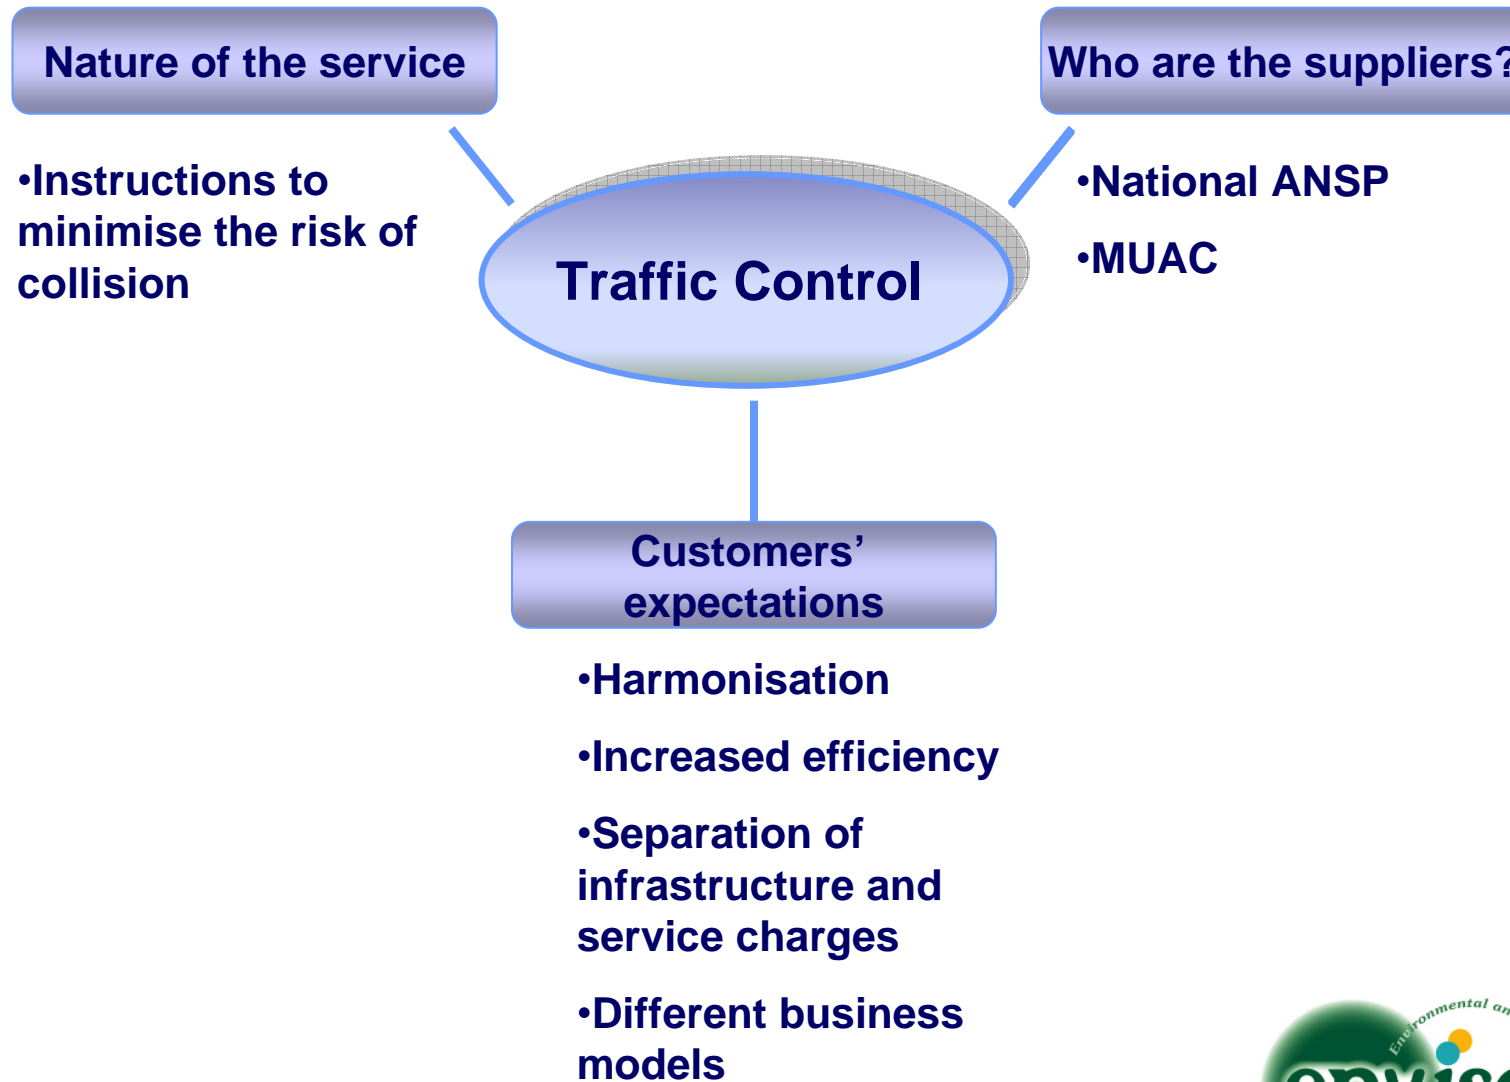 Nature of the service
Who are the suppliers?
•Instructions to
minimise the risk of
collision
•National ANSP
•MUAC
Traffic Control
Customers’
expectations
•Harmonisation
•Increased efficiency
•Separation of
infrastructure and
service charges
•Different business
models